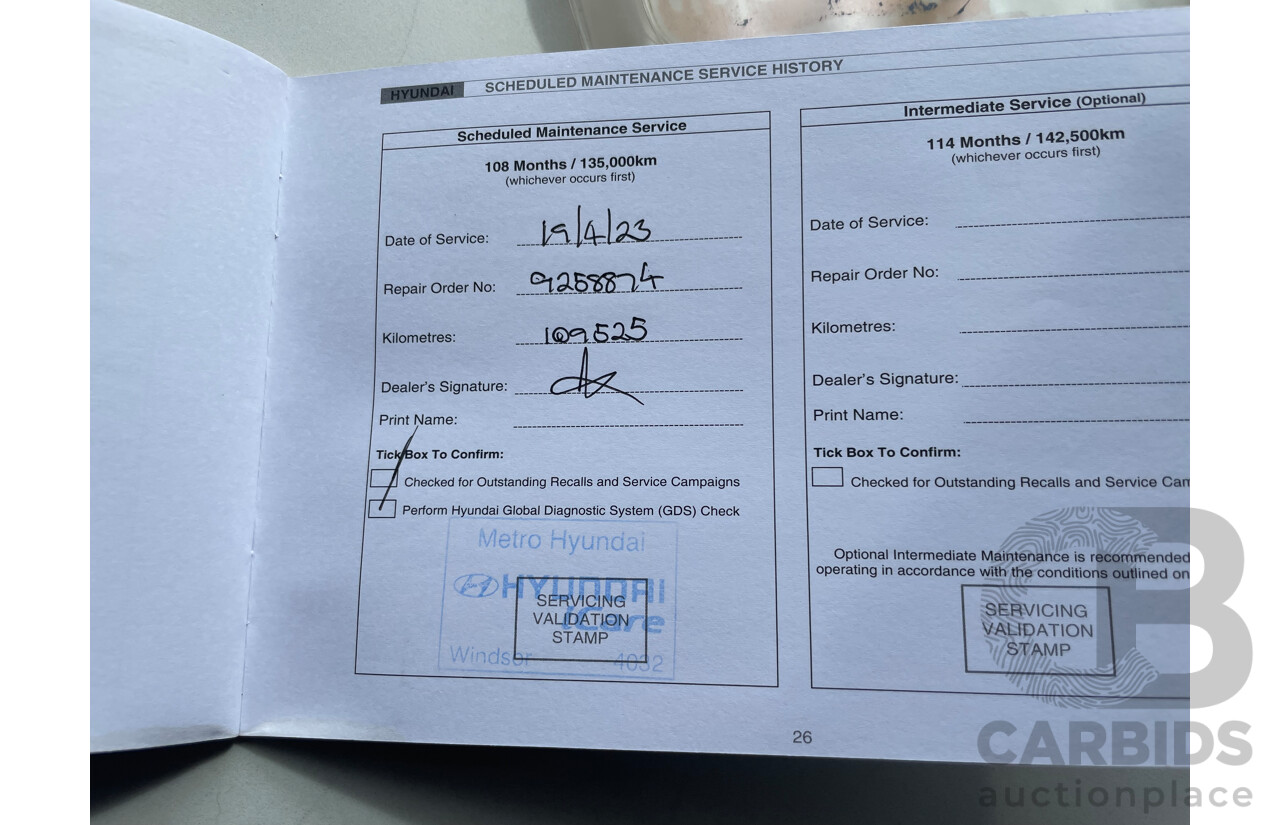 HYUNDAI SCHEDULED MAINTENANCE SERVICE HISTORY
Scheduled Maintenance Service
108 Months / 135,000km
(whichever occurs first)
Date of Service: 19/4/23
Repair Order No: 9258874
Kilometres: 109525
Dealer's Signature:
Print Name:
Tick Box To Confirm:
Checked for Outstanding Recalls and Service Campaigns
Perform Hyundai Global Diagnostic System (GDS) Check
Metro Hyundai
HYUNDAI
iCare
Windsor 4032
SERVICING
VALIDATION
STAMP
Intermediate Service (Optional)
114 Months / 142,500km
(whichever occurs first)
Date of Service:
Repair Order No:
Kilometres:
Dealer's Signature:
Print Name:
Tick Box To Confirm:
Checked for Outstanding Recalls and Service Cam
Optional Intermediate Maintenance is recommended
operating in accordance with the conditions outlined on
SERVICING
VALIDATION
STAMP
26
B
CARBIDS
auctionplace